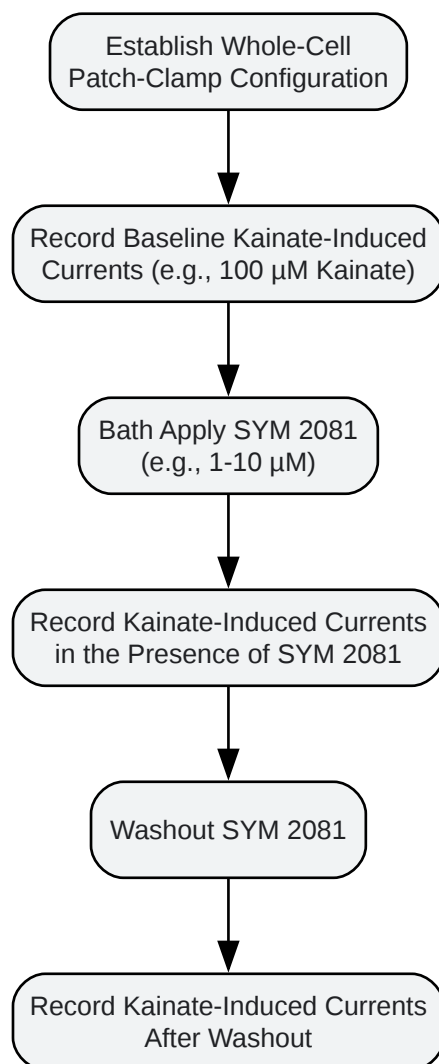 Establish Whole-Cell
Patch-Clamp Configuration
Record Baseline Kainate-Induced
Currents (e.g., 100 µM Kainate)
Bath Apply SYM 2081
(e.g., 1-10 µM)
Record Kainate-Induced Currents
in the Presence of SYM 2081
Washout SYM 2081
Record Kainate-Induced Currents
After Washout